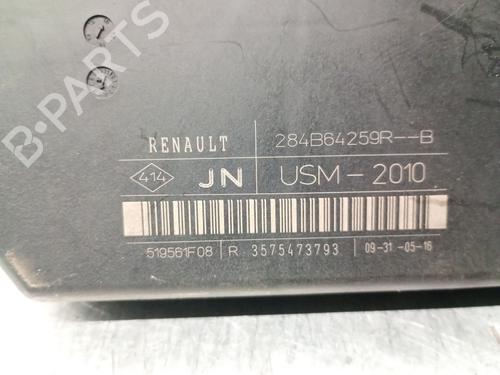 B-PARTS
RENAULT 284B64259R--B
414 JN USM-2010
519561F08 R 3575473793 09-31-05-16